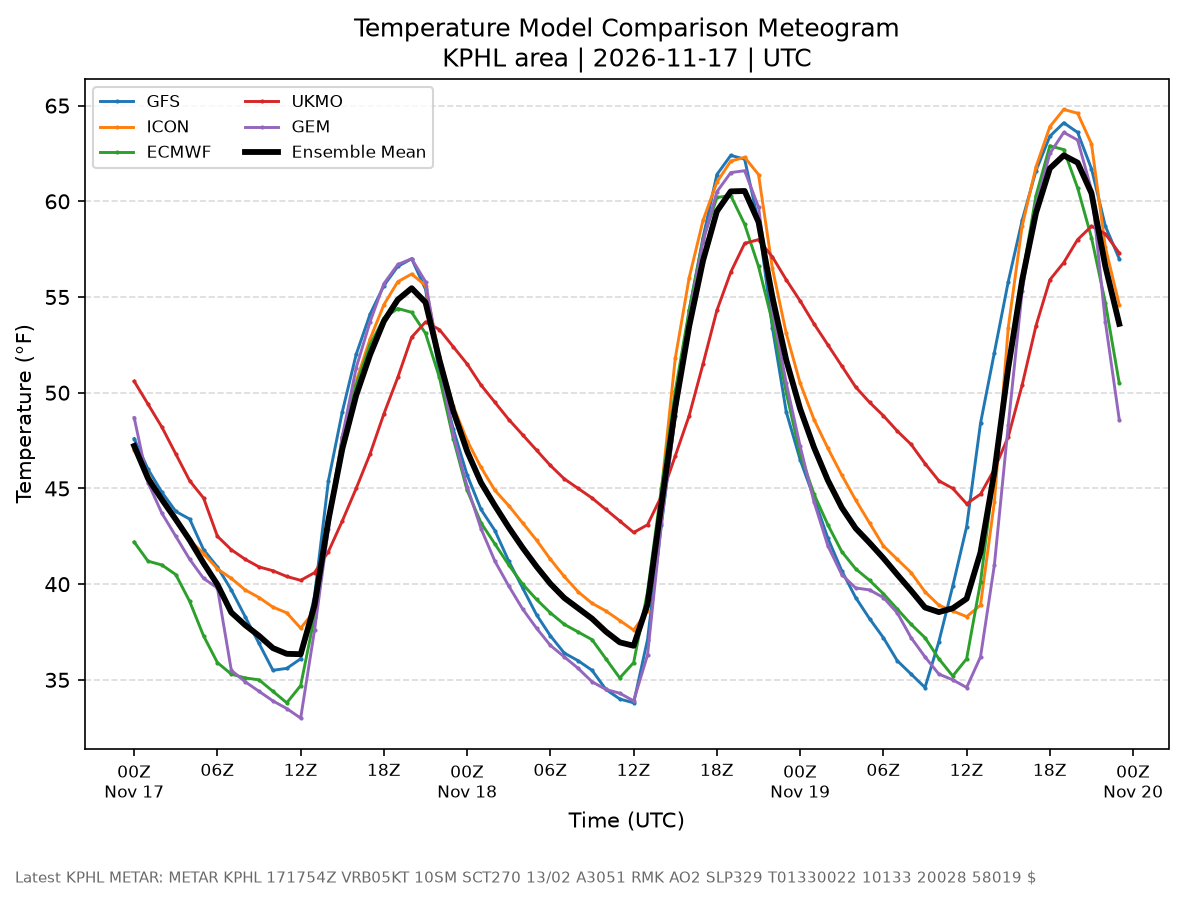 Temperature Model Comparison Meteogram
KPHL area | 2026-11-17 | UTC
GFS
ICON
ECMWF
UKMO
GEM
Ensemble Mean
Temperature (°F)
65
60
55
50
45
40
35
00Z
Nov 17
06Z
12Z
18Z
00Z
Nov 18
06Z
12Z
18Z
00Z
Nov 19
06Z
12Z
18Z
00Z
Nov 20
Time (UTC)
Latest KPHL METAR: METAR KPHL 171754Z VRB05KT 10SM SCT270 13/02 A3051 RMK AO2 SLP329 T01330022 10133 20028 58019 $